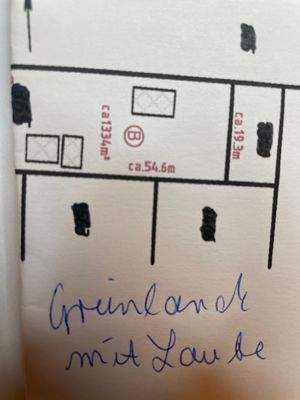 ca.1334m²
B
ca.19.3m
ca.54.6m
Grünland
mit Laube